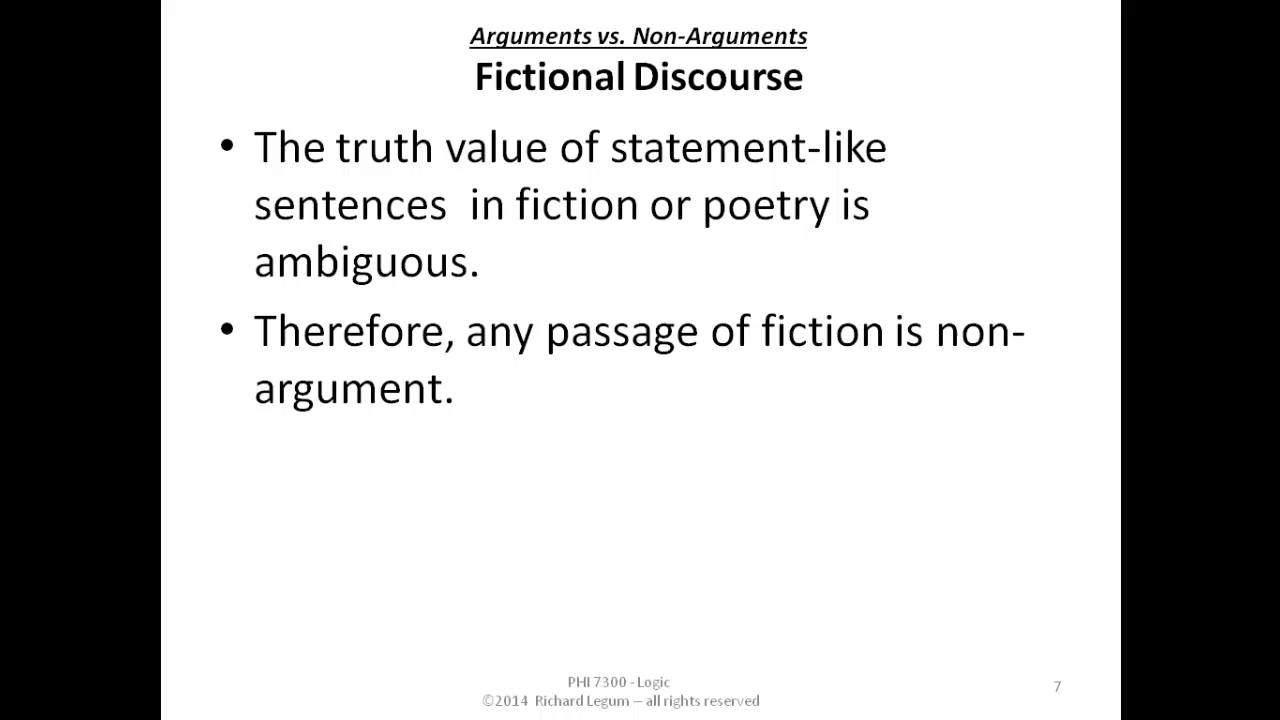 Arguments vs. Non-Arguments
Fictional Discourse
• The truth value of statement-like
sentences in fiction or poetry is
ambiguous.
• Therefore, any passage of fiction is non-
argument.
PHI 7300 - Logic
©2014 Richard Legum – all rights reserved
7